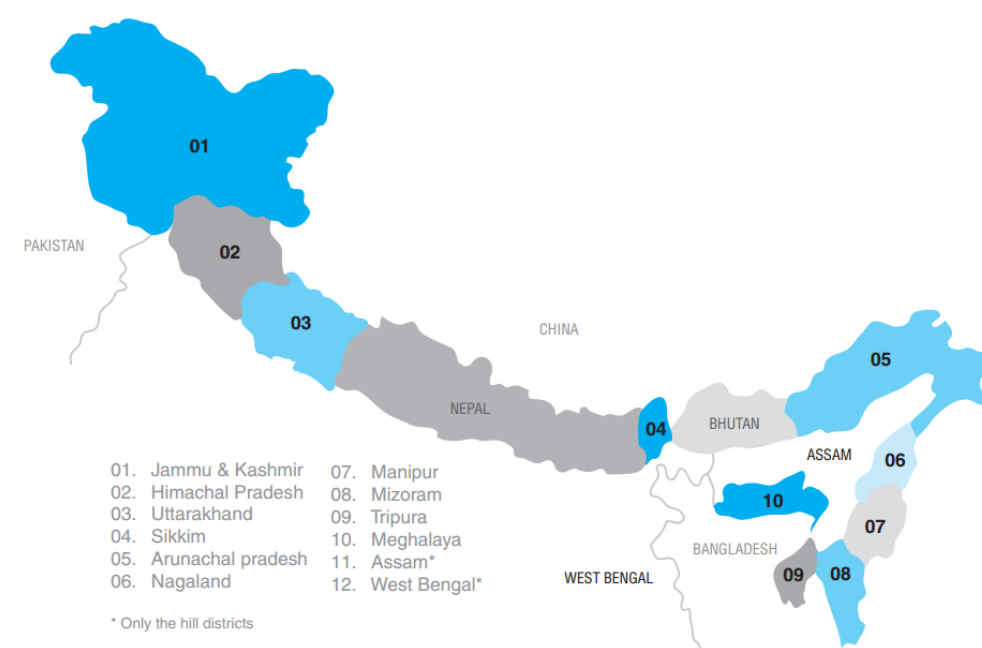 01
PAKISTAN
02
03
CHINA
05
NEPAL
04
BHUTAN
ASSAM
06
10
07
BANGLADESH
WEST BENGAL
09
08
01. Jammu & Kashmir
02. Himachal Pradesh
03. Uttarakhand
04. Sikkim
05. Arunachal pradesh
06. Nagaland
07. Manipur
08. Mizoram
09. Tripura
10. Meghalaya
11. Assam*
12. West Bengal*
* Only the hill districts